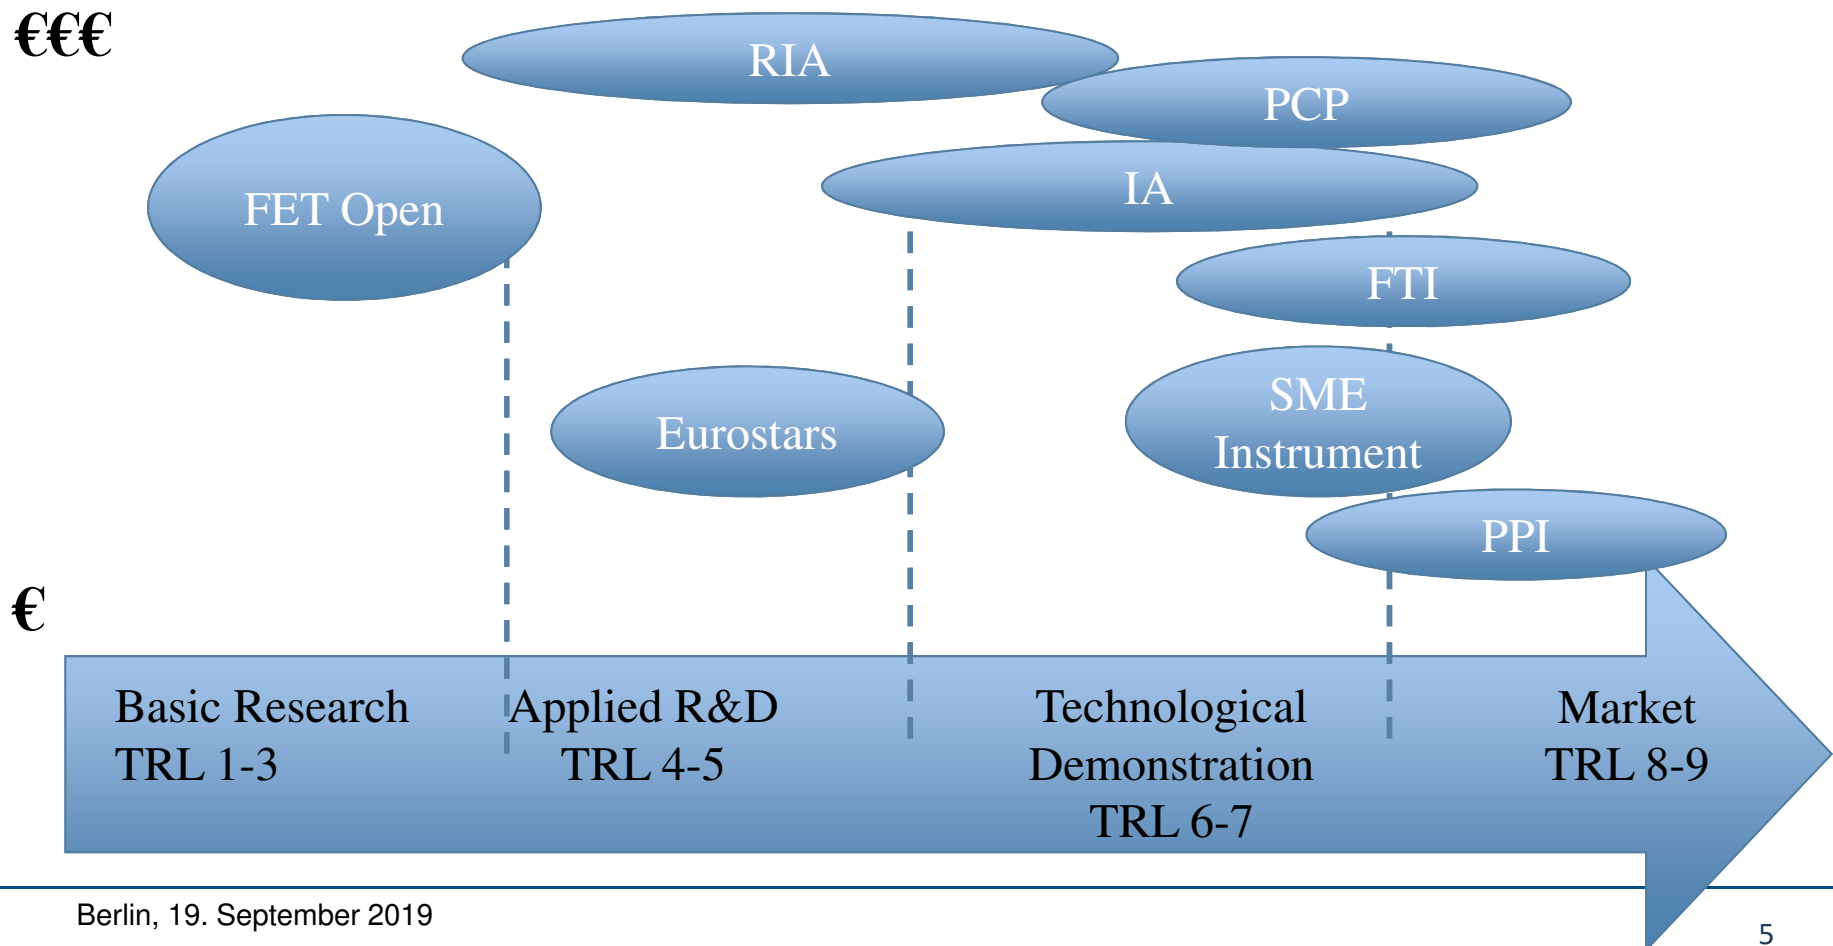 €€€
RIA
PCP
IA
FET Open
FTI
SME
Instrument
Eurostars
PPI
€
Basic Research
TRL 1-3
Applied R&D
TRL 4-5
Technological
Demonstration
TRL 6-7
Market
TRL 8-9
Berlin, 19. September 2019
5